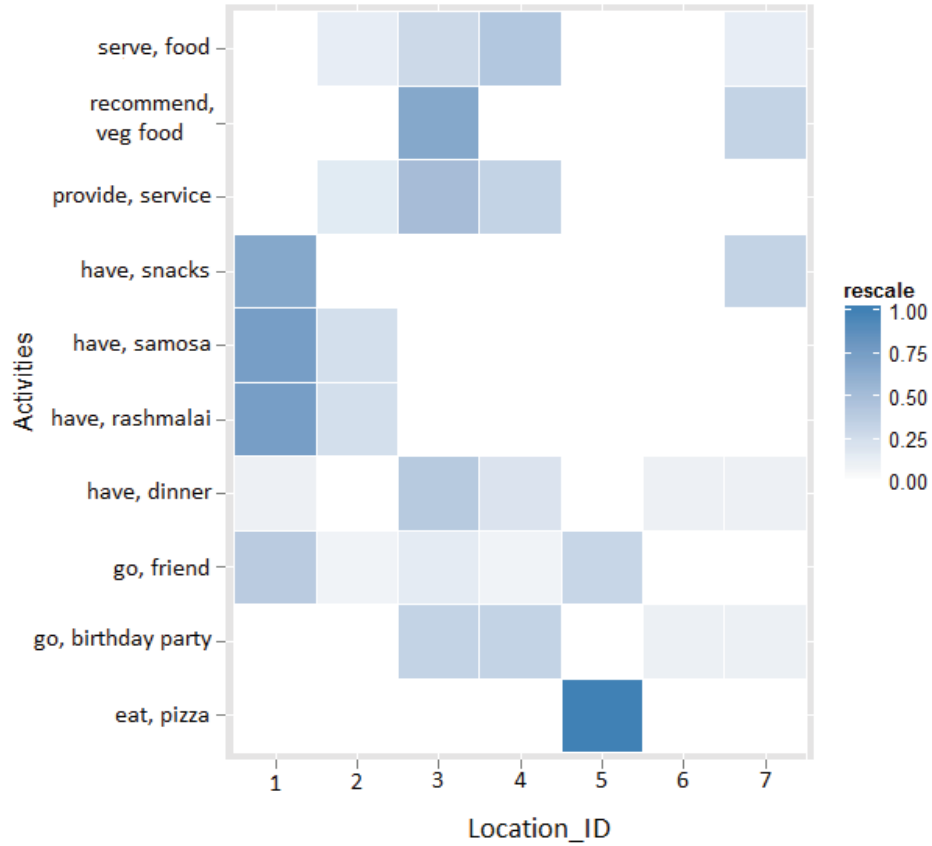 serve, food
recommend,
veg food
provide, service
have, snacks
have, samosa
have, rashmalai
have, dinner
go, friend
go, birthday party
eat, pizza
Activities
1 2 3 4 5 6 7
Location_ID
rescale
1.00
0.75
0.50
0.25
0.00